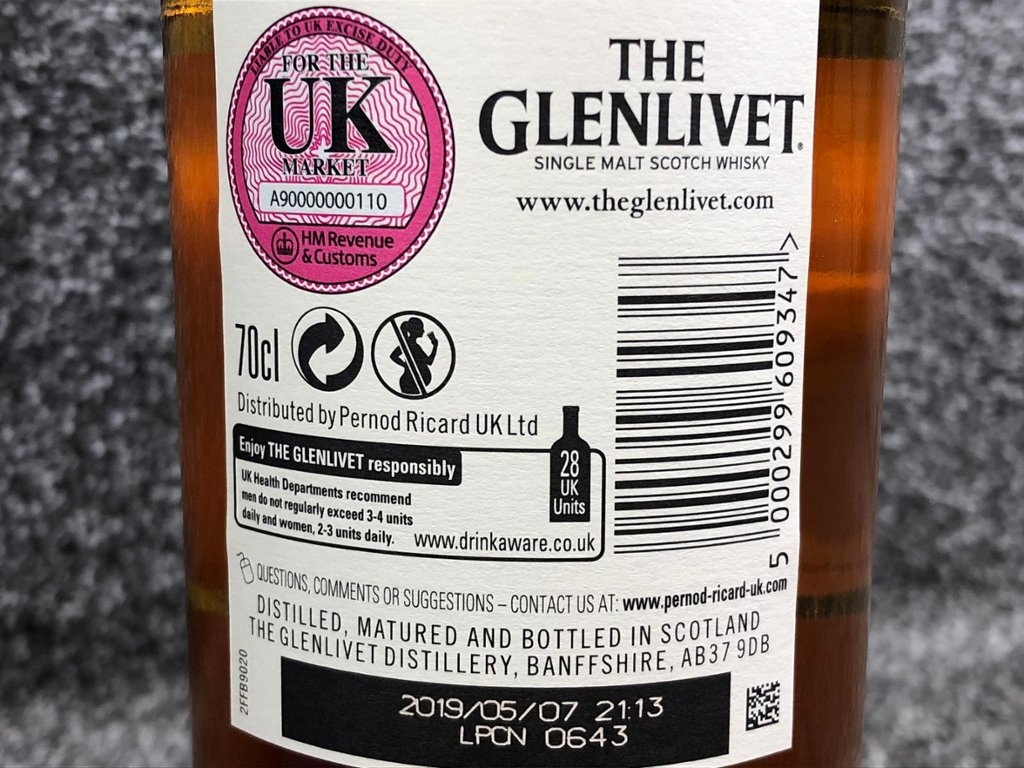 LIABLE TO UK EXCISE DUTY
FOR THE
UK
MARKET
A90000000110
HM Revenue
& Customs
THE
GLENLIVET
SINGLE MALT SCOTCH WHISKY
www.theglenlivet.com
70cl
Distributed by Pernod Ricard UK Ltd
Enjoy THE GLENLIVET responsibly
UK Health Departments recommend
men do not regularly exceed 3-4 units
daily and women, 2-3 units daily.
www.drinkaware.co.uk
28
UK
Units
5 000299 609347 >
QUESTIONS, COMMENTS OR SUGGESTIONS – CONTACT US AT: www.pernod-ricard-uk.com
DISTILLED, MATURED AND BOTTLED IN SCOTLAND
THE GLENLIVET DISTILLERY, BANFFSHIRE, AB37 9DB
2FFB9020
2019/05/07 21:13
LPCN 0643